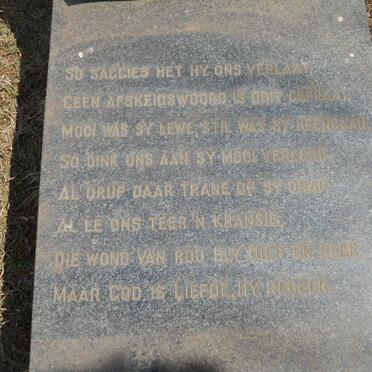 SO SAGGIES HET HY ONS VERLAAT,
GEEN AFSKEIDSWOORD IS OOIT GEPRAAT,
MOOI WAS SY LEWE, STIL WAS SY HEENGAAN
SO DINK ONS AAN SY MOOI VERLEDE.
AL DRUP DAAR TRANE OP SY GRAF
AL LÊ ONS TEER 'N KRANSIE,
DIE WOND VAN ROU BLY DIEP EN SEER
MAAR GOD IS LIEFDE, HY REGEER.